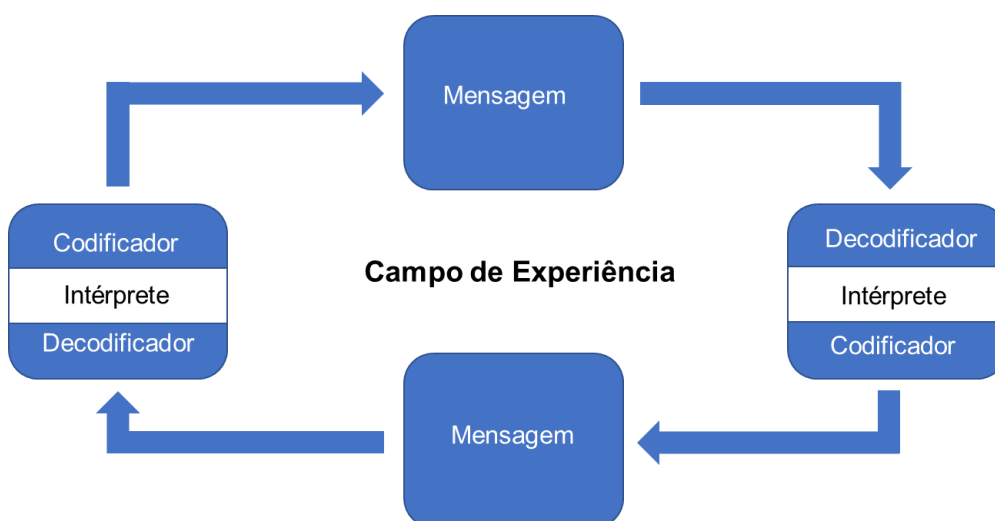 Mensagem
Codificador
Intérprete
Decodificador
Campo de Experiência
Decodificador
Intérprete
Codificador
Mensagem